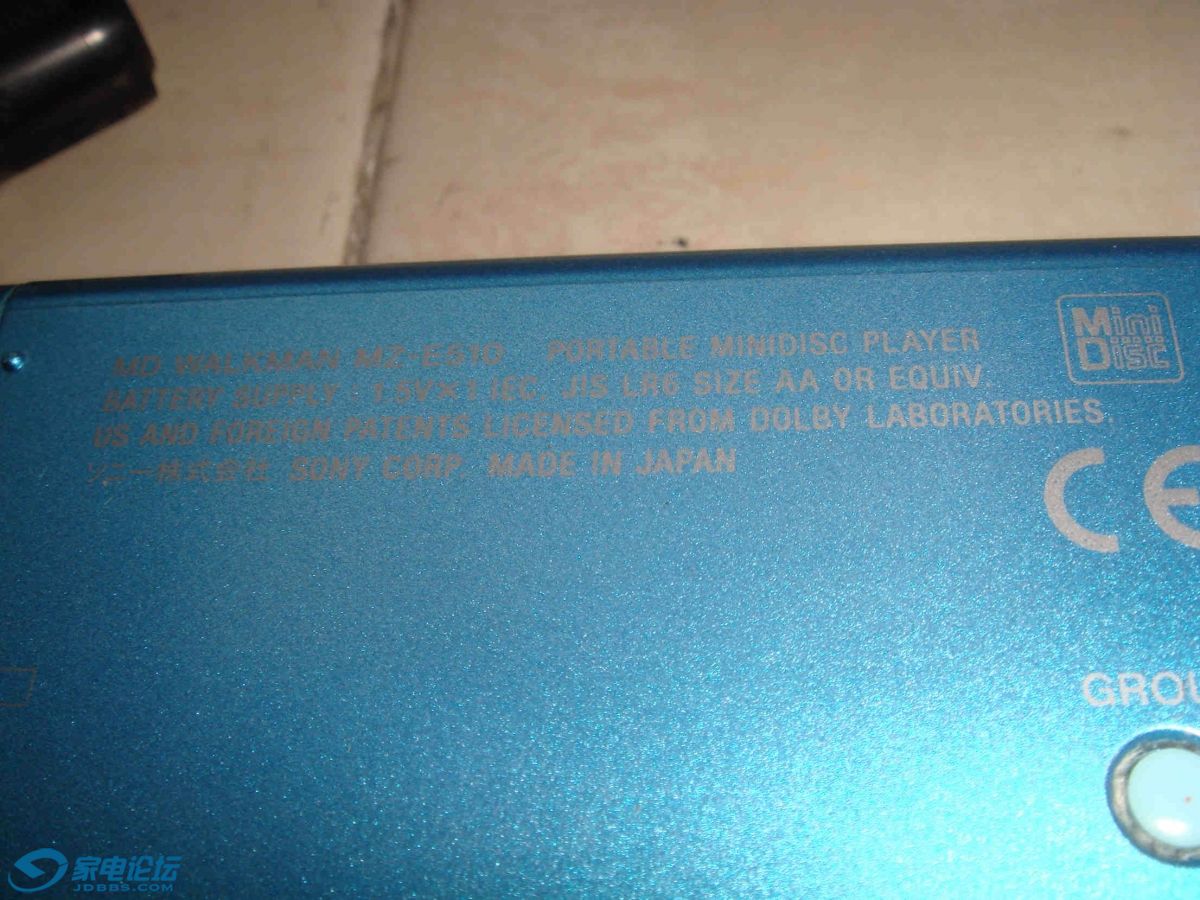 MD WALKMAN MZ-E510 PORTABLE MINIDISC PLAYER
BATTERY SUPPLY : 1.5V×1 IEC, JIS LR6 SIZE AA OR EQUIV.
US AND FOREIGN PATENTS LICENSED FROM DOLBY LABORATORIES.
ソニー株式会社 SONY CORP. MADE IN JAPAN
Mini
Disc
CE
GROU
家电论坛
JDBBS.COM